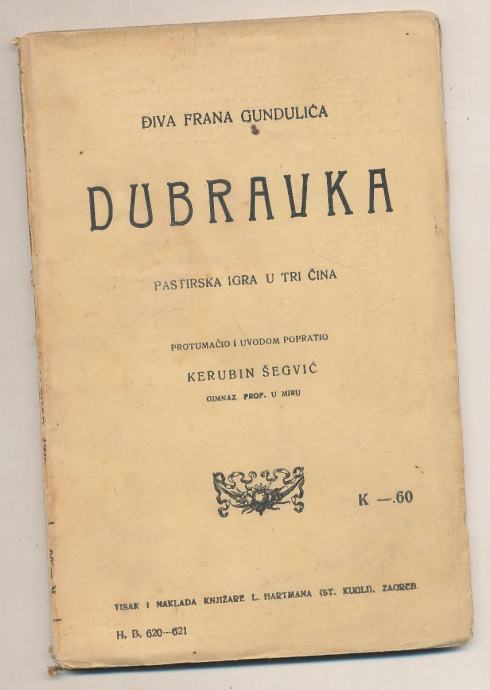 ĐIVA FRANA GUNDULIĆA
DUBRAVKA
PASTIRSKA IGRA U TRI ČINA
PROTUMAČIO I UVODOM POPRATIO
KERUBIN ŠEGVIĆ
GIMNAZ. PROF. U MIRU
K —.60
TISAK I NAKLADA KNJIŽARE L. HARTMANA (ST. KUGLI), ZAGREB.
H. B. 620—621